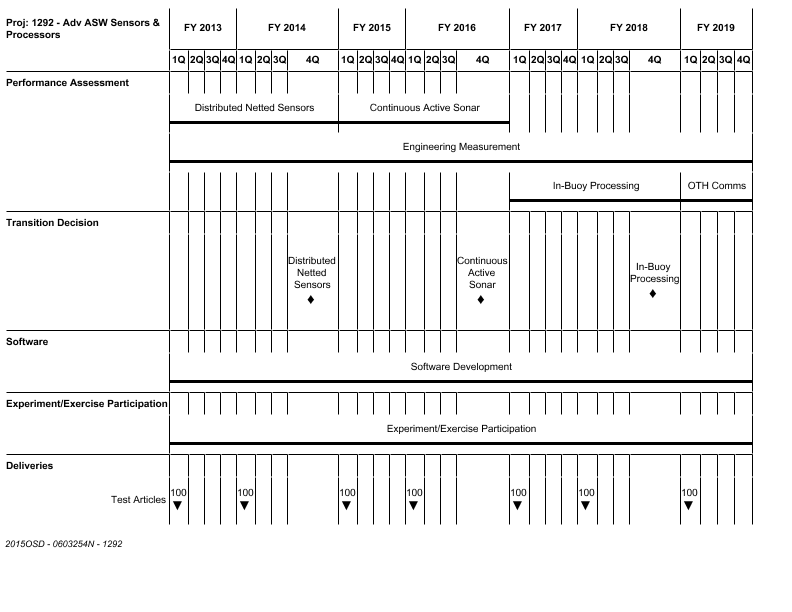 Proj: 1292 - Adv ASW Sensors &
Processors
FY 2013 FY 2014 FY 2015 FY 2016 FY 2017 FY 2018 FY 2019
1Q 2Q 3Q 4Q 1Q 2Q 3Q 4Q 1Q 2Q 3Q 4Q 1Q 2Q 3Q 4Q 1Q 2Q 3Q 4Q 1Q 2Q 3Q 4Q 1Q 2Q 3Q 4Q
Performance Assessment
Distributed Netted Sensors Continuous Active Sonar
Engineering Measurement
In-Buoy Processing OTH Comms
Transition Decision
Distributed
Netted
Sensors
Continuous
Active
Sonar
In-Buoy
Processing
Software
Software Development
Experiment/Exercise Participation
Experiment/Exercise Participation
Deliveries
Test Articles 100 100 100 100 100 100 100
2015OSD - 0603254N - 1292